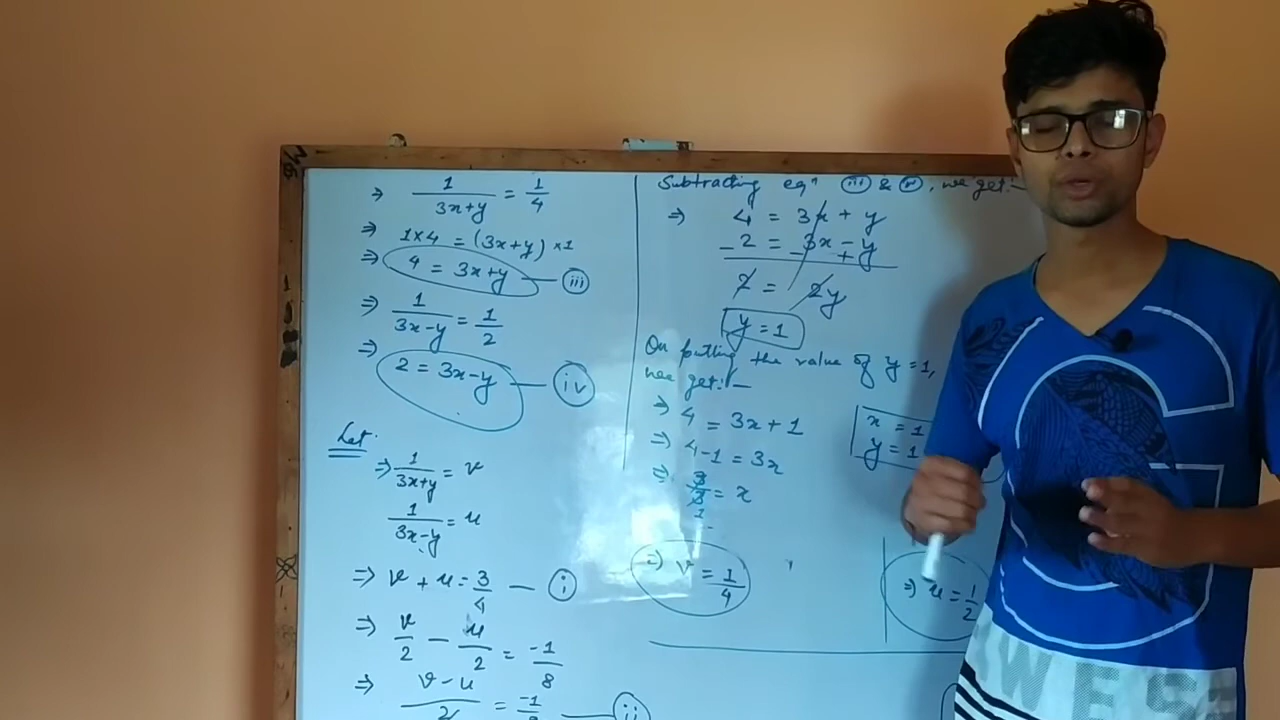 ⇒ 1/(3x+y) = 1/4
⇒ 1×4 = (3x+y)×1
⇒ 4 = 3x+y — (iii)
⇒ 1/(3x-y) = 1/2
⇒ 2 = 3x-y — (iv)
Let
⇒ 1/(3x+y) = v
1/(3x-y) = u
⇒ v + u = 3/4 — (i)
⇒ v/2 - u/2 = -1/8
⇒ (v-u)/2 = -1/8 — (ii)
Subtracting eqn (iii) & (iv), we get:-
⇒ 4 = 3x + y
-2 = -3x - y
+
2 = 2y
y = 1
On putting the value of y = 1,
we get:-
⇒ 4 = 3x + 1
⇒ 4-1 = 3x
⇒ 3/3 = x
1
x = 1
y = 1
⇒ v = 1/4
⇒ u = 1/2
WES